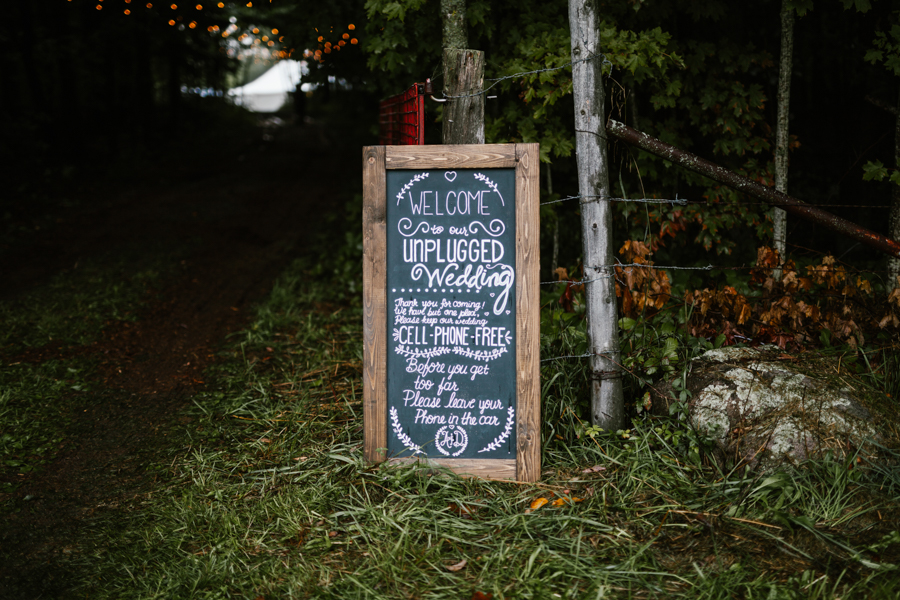 WELCOME
to our
UNPLUGGED
Wedding
Thank you for coming!
We have but one plea,
Please keep our wedding
CELL-PHONE-FREE
Before you get
too far
Please leave your
Phone in the car
H+D